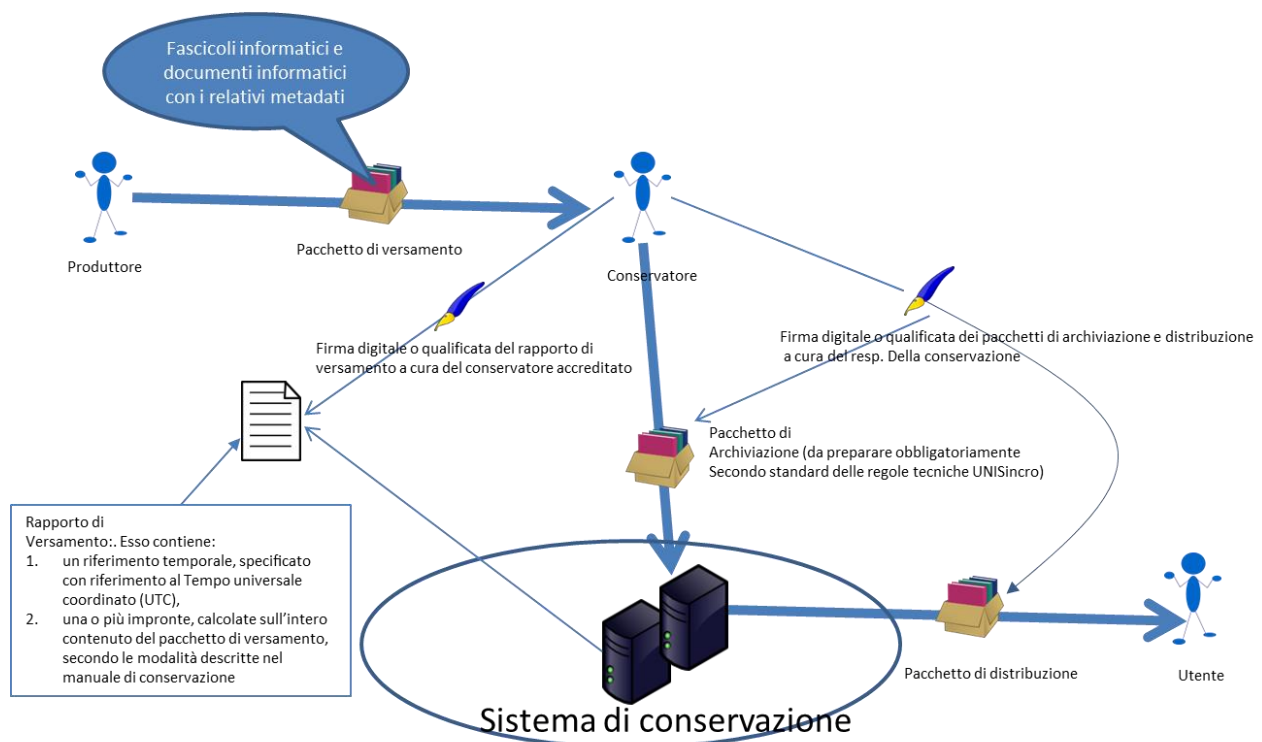 Fascicoli informatici e
documenti informatici
con i relativi metadati
Produttore
Pacchetto di versamento
Conservatore
Firma digitale o qualificata del rapporto di
versamento a cura del conservatore accreditato
Firma digitale o qualificata dei pacchetti di archiviazione e distribuzione
a cura del resp. Della conservazione
Pacchetto di
Archiviazione (da preparare obbligatoriamente
Secondo standard delle regole tecniche UNISincro)
Rapporto di
Versamento:. Esso contiene:
1. un riferimento temporale, specificato
con riferimento al Tempo universale
coordinato (UTC),
2. una o più impronte, calcolate sull’intero
contenuto del pacchetto di versamento,
secondo le modalità descritte nel
manuale di conservazione
Pacchetto di distribuzione
Utente
Sistema di conservazione